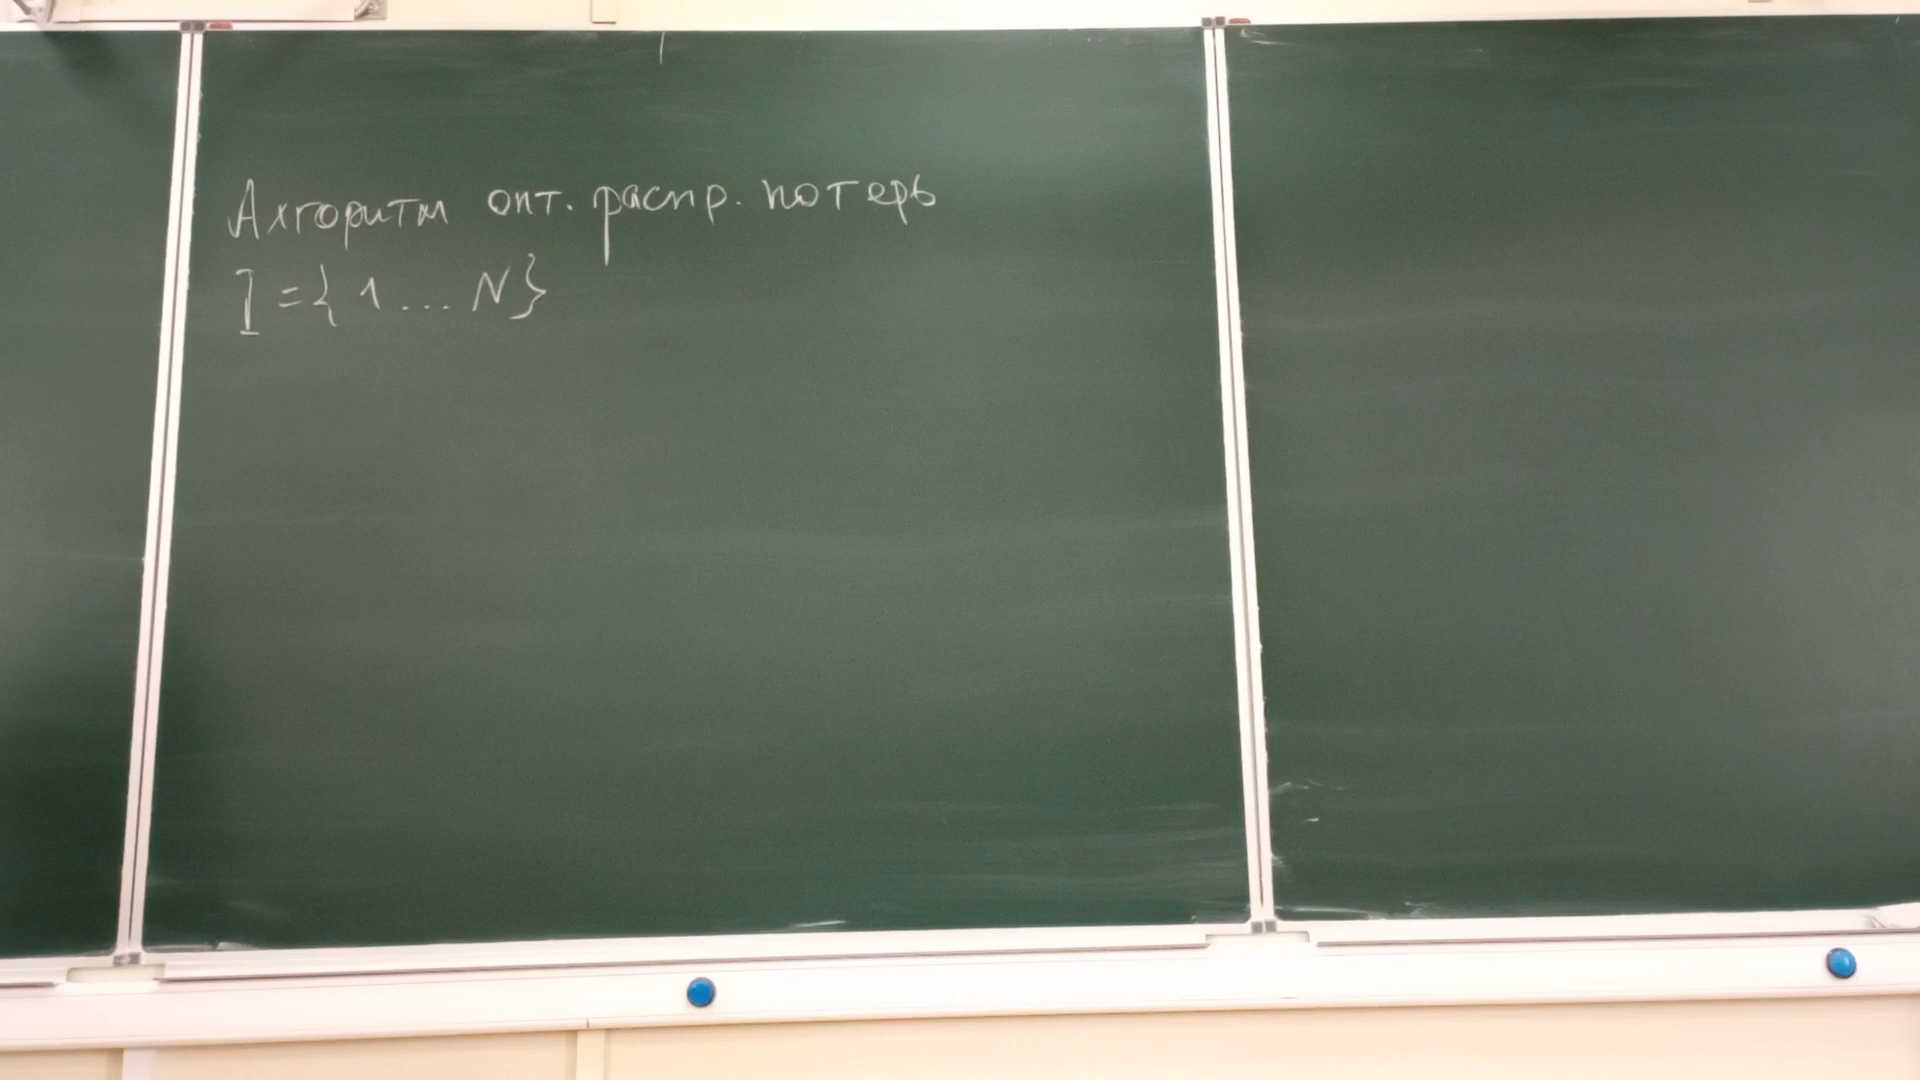 Алгоритм опт. распр. потерь
I = { 1 ... N }